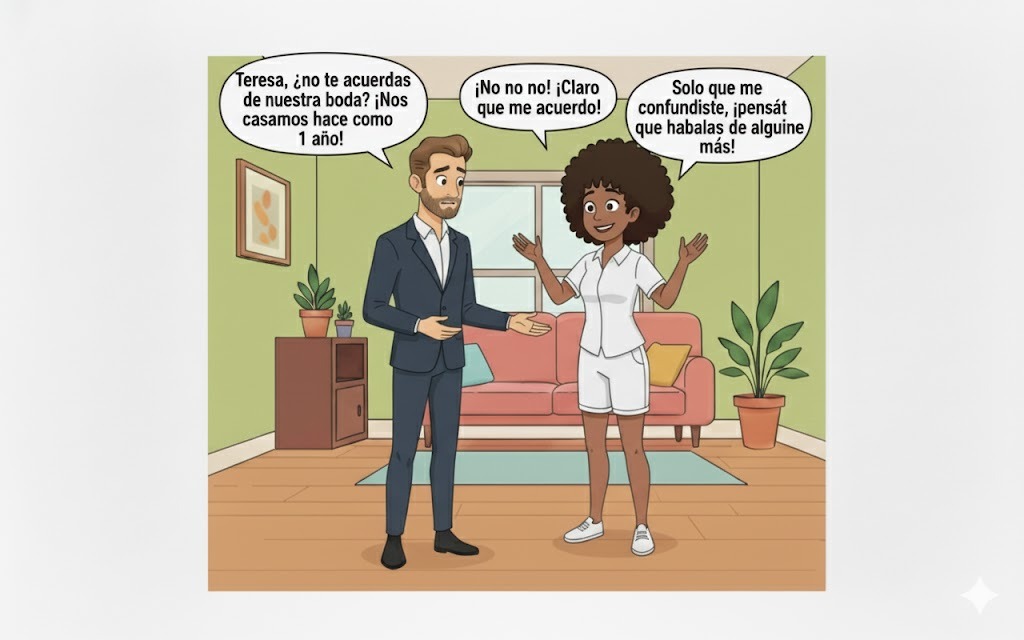 Teresa, ¿no te acuerdas
de nuestra boda? ¡Nos
casamos hace como
1 año!
¡No no no! ¡Claro
que me acuerdo!
Solo que me
confundiste, ¡pensát
que habalas de alguine
más!